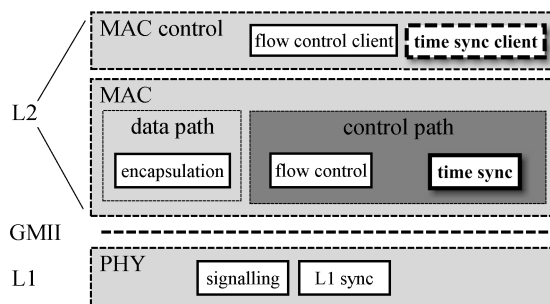 MAC control
flow control client
time sync client
L2
MAC
data path
control path
encapsulation
flow control
time sync
GMII
L1
PHY
signalling
L1 sync